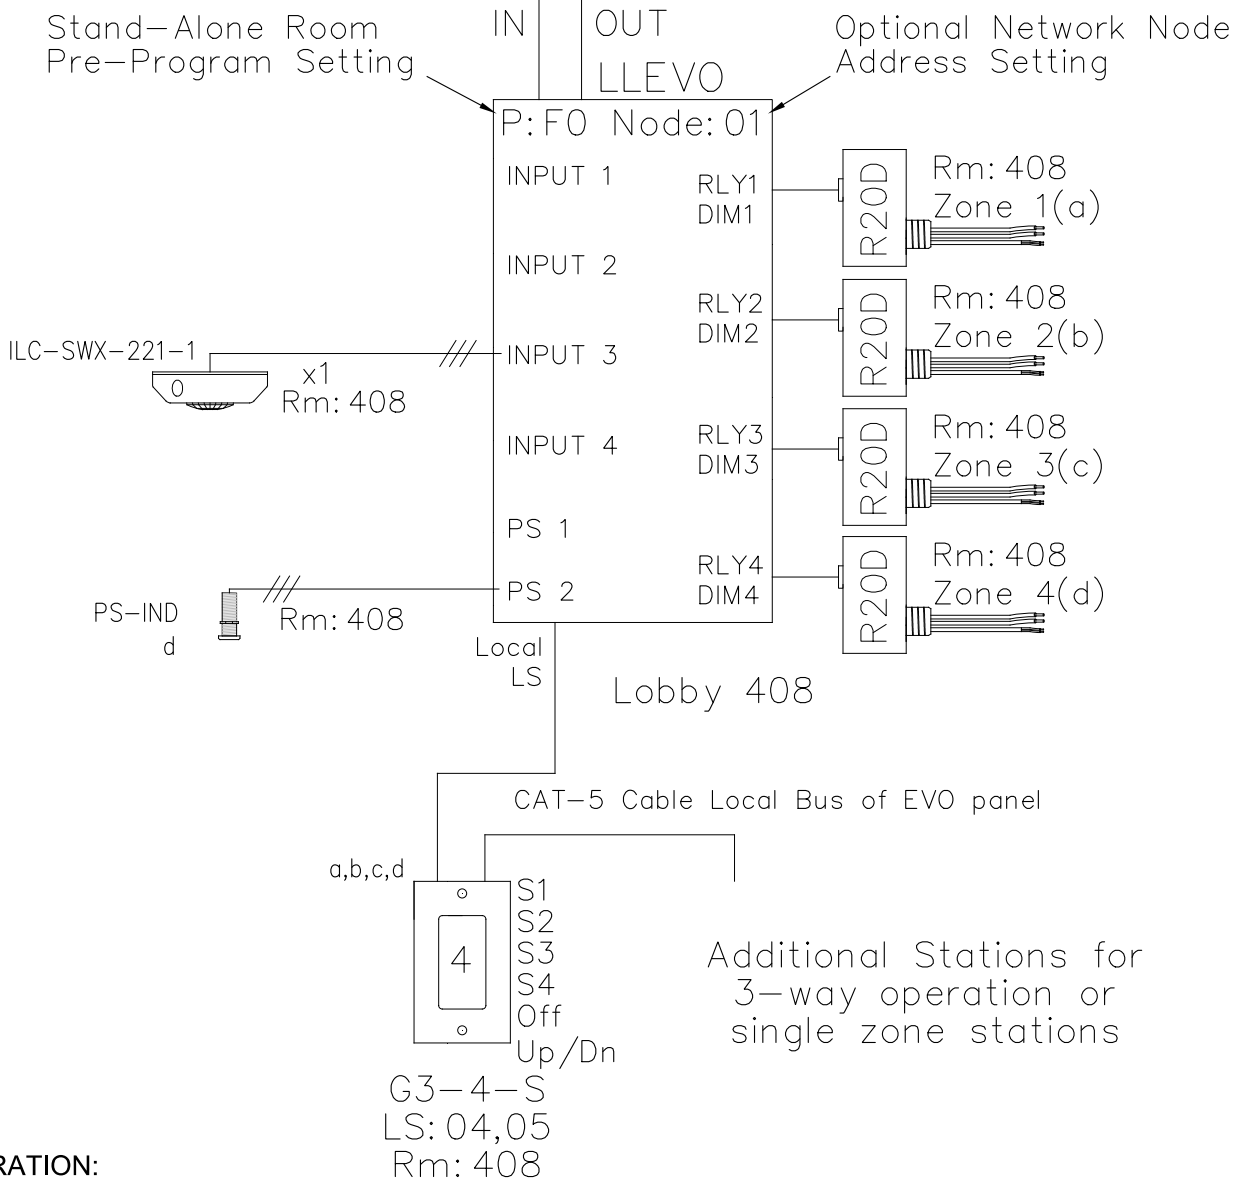 Stand-Alone Room
Pre-Program Setting
IN
OUT
LLEVO
Optional Network Node
Address Setting
P: F0 Node: 01
INPUT 1
INPUT 2
INPUT 3
INPUT 4
PS 1
PS 2
RLY1
DIM1
RLY2
DIM2
RLY3
DIM3
RLY4
DIM4
R20D
Rm: 408
Zone 1(a)
R20D
Rm: 408
Zone 2(b)
R20D
Rm: 408
Zone 3(c)
R20D
Rm: 408
Zone 4(d)
ILC-SWX-221-1
x1
Rm: 408
PS-IND
d
Rm: 408
Local
LS
Lobby 408
CAT-5 Cable Local Bus of EVO panel
a,b,c,d
4
S1
S2
S3
S4
Off
Up/Dn
G3-4-S
LS: 04,05
Rm: 408
Additional Stations for
3-way operation or
single zone stations
RATION: